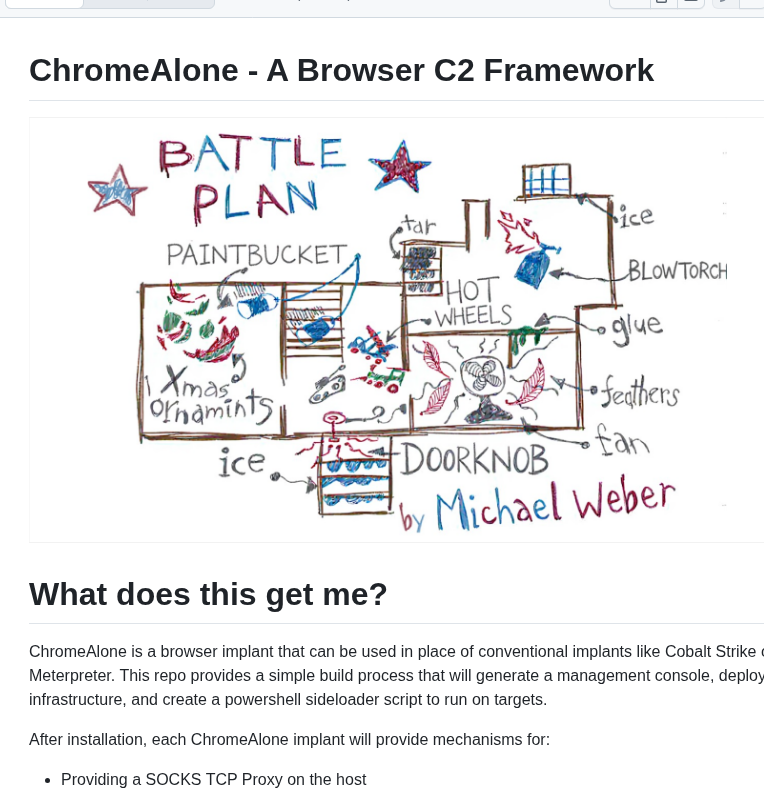 ChromeAlone - A Browser C2 Framework
BATTLE
PLAN
tar
ice
PAINTBUCKET
BLOWTORCH
HOT
WHEELS
glue
Xmas
Ornamints
feathers
fan
ice
DOORKNOB
by Michael Weber
What does this get me?
ChromeAlone is a browser implant that can be used in place of conventional implants like Cobalt Strike
Meterpreter. This repo provides a simple build process that will generate a management console, deploy
infrastructure, and create a powershell sideloader script to run on targets.
After installation, each ChromeAlone implant will provide mechanisms for:
• Providing a SOCKS TCP Proxy on the host